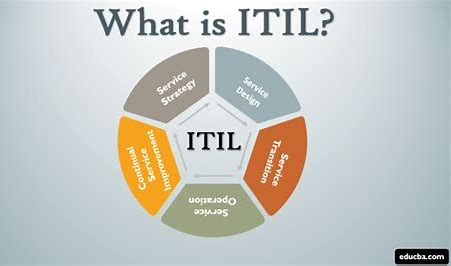 What is ITIL?
Service
Strategy
Service
Design
Service
Transition
Service
Operation
Continual
Service
Improvement
ITIL
educba.com